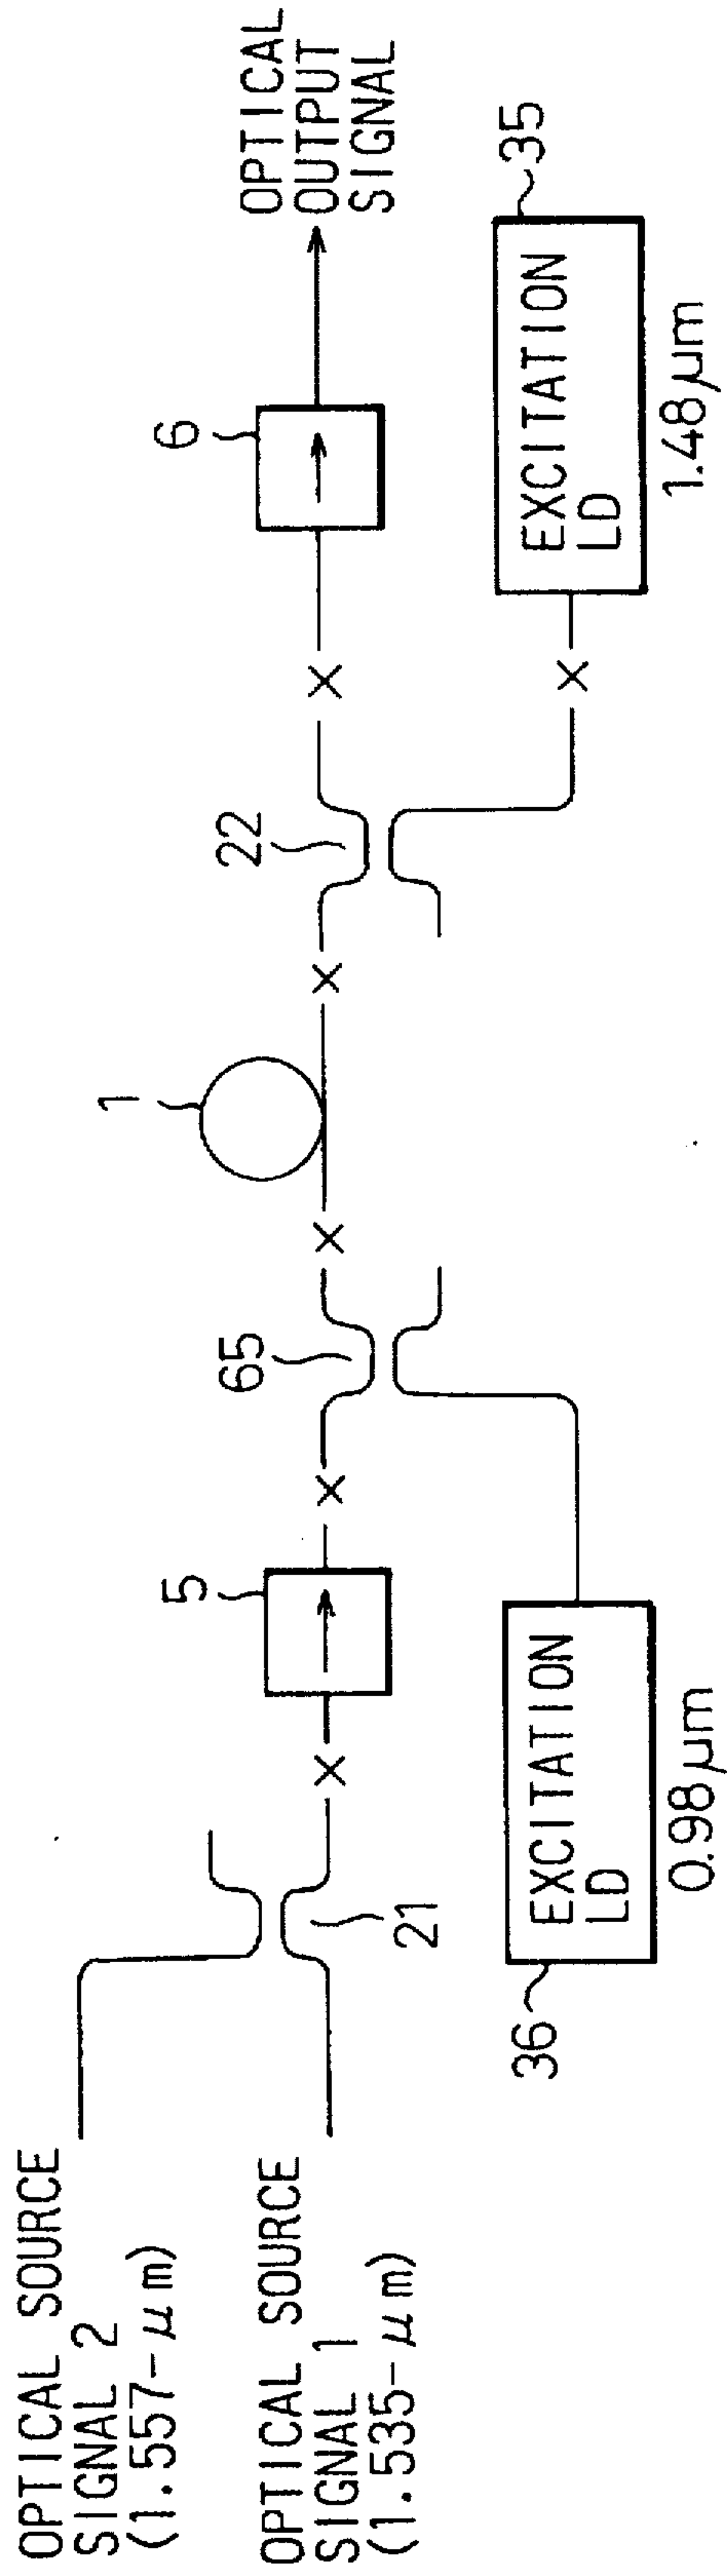 OPTICAL SOURCE
SIGNAL 2
(1.557-μm)
OPTICAL SOURCE
SIGNAL 1
(1.535-μm)
21
5
65
1
22
6
OPTICAL
OUTPUT
SIGNAL
36
EXCITATION
LD
0.98μm
35
EXCITATION
LD
1.48μm